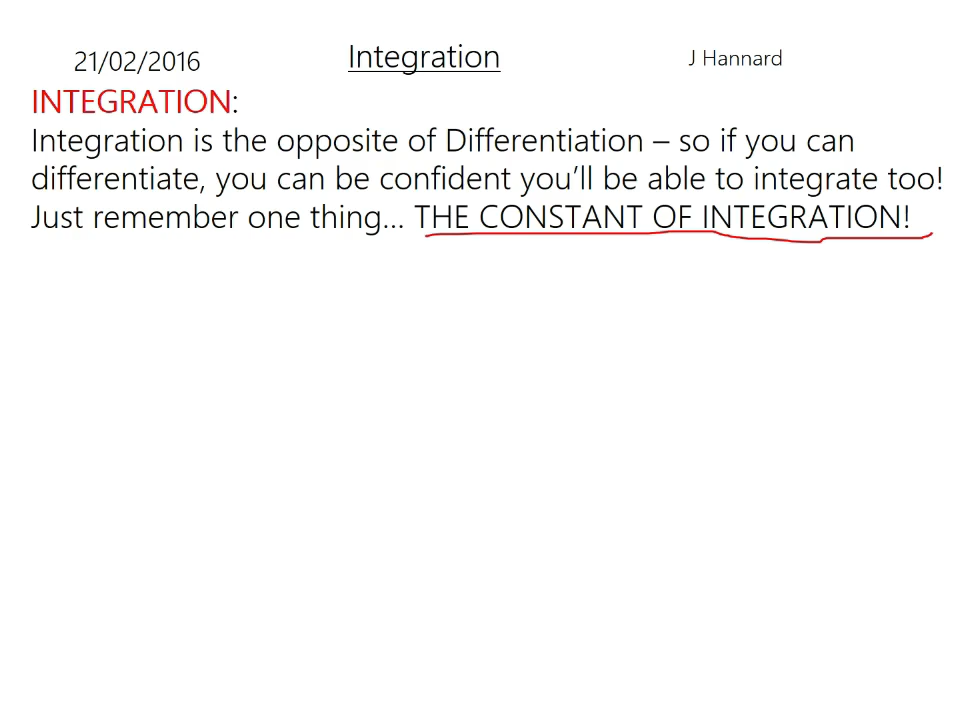 21/02/2016 Integration J Hannard
INTEGRATION:
Integration is the opposite of Differentiation – so if you can
differentiate, you can be confident you’ll be able to integrate too!
Just remember one thing... THE CONSTANT OF INTEGRATION!